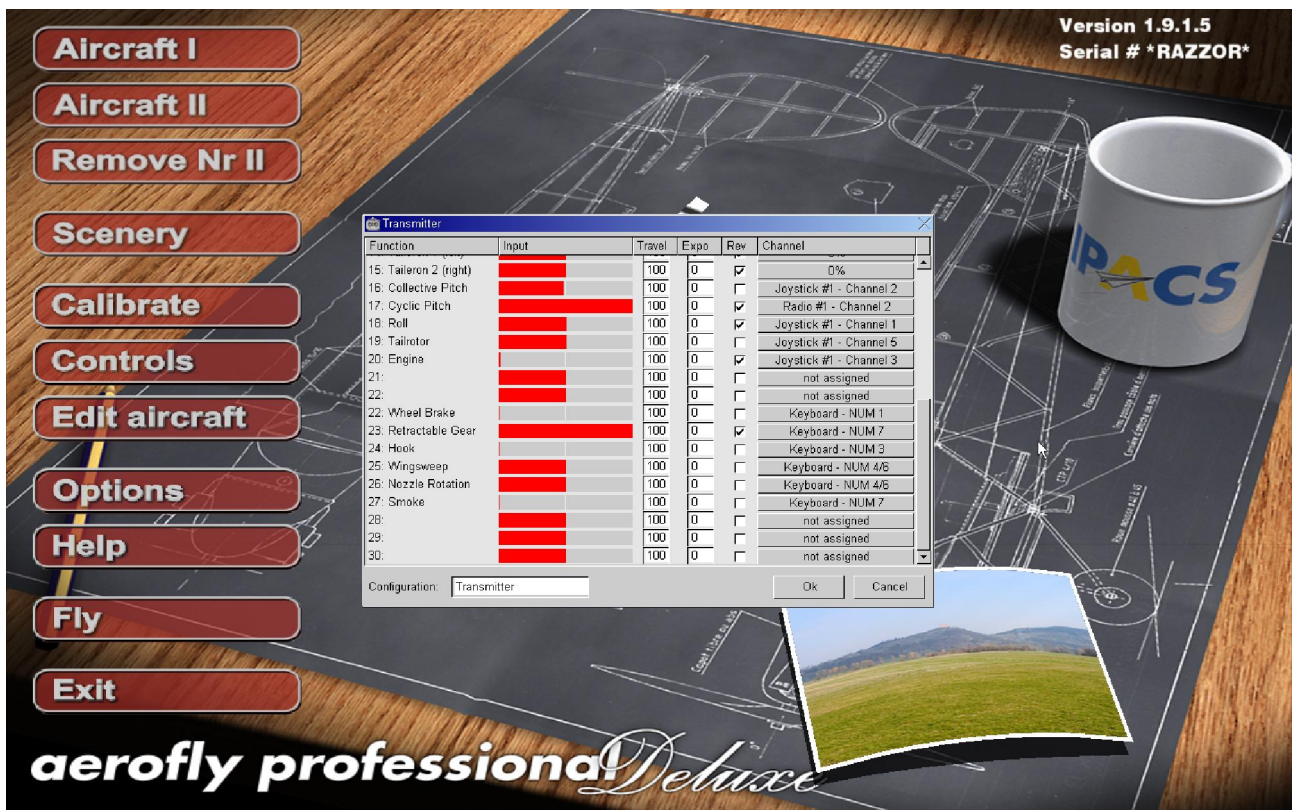 Version 1.9.1.5
Serial # *RAZZOR*
Aircraft I
Aircraft II
Remove Nr II
Scenery
Calibrate
Controls
Edit aircraft
Options
Help
Fly
Exit
Transmitter
Function Input Travel Expo Rev Channel
15: Taileron 2 (right) 100 0 0%
16: Collective Pitch 100 0 Joystick #1 - Channel 2
17: Cyclic Pitch 100 0 Radio #1 - Channel 2
18: Roll 100 0 Joystick #1 - Channel 1
19: Tailrotor 100 0 Joystick #1 - Channel 5
20: Engine 100 0 Joystick #1 - Channel 3
21: 100 0 not assigned
22: 100 0 not assigned
22: Wheel Brake 100 0 Keyboard - NUM 1
23: Retractable Gear 100 0 Keyboard - NUM 7
24: Hook 100 0 Keyboard - NUM 3
25: Wingsweep 100 0 Keyboard - NUM 4/6
26: Nozzle Rotation 100 0 Keyboard - NUM 4/6
27: Smoke 100 0 Keyboard - NUM 7
28: 100 0 not assigned
29: 100 0 not assigned
30: 100 0 not assigned
Configuration: Transmitter Ok Cancel
IPACS
aerofly professional Deluxe